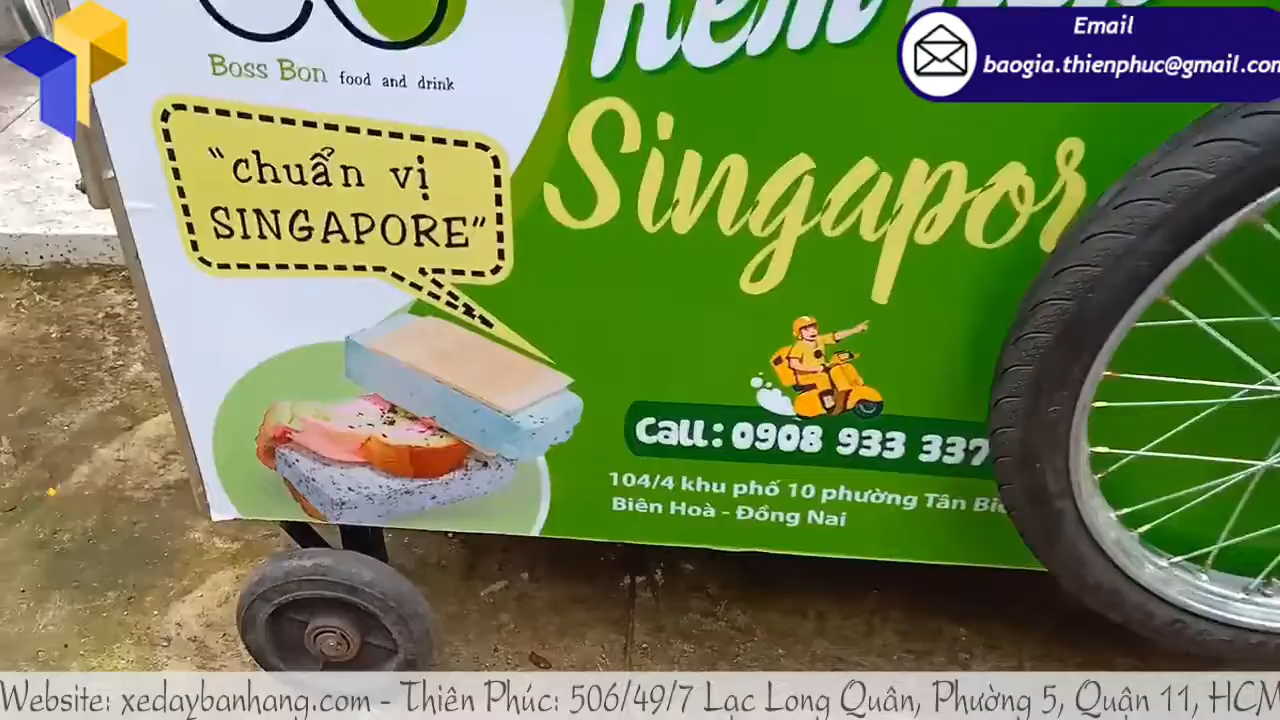 Email
baogia.thienphuc@gmail.com
Boss Bon food and drink
"chuẩn vị
SINGAPORE"
Singapor
Call: 0908 933 337
104/4 khu phố 10 phường Tân
Biên Hoà - Đồng Nai
Website: xedaybanhang.com - Thiên Phúc: 506/49/7 Lạc Long Quân, Phường 5, Quận 11, HCM